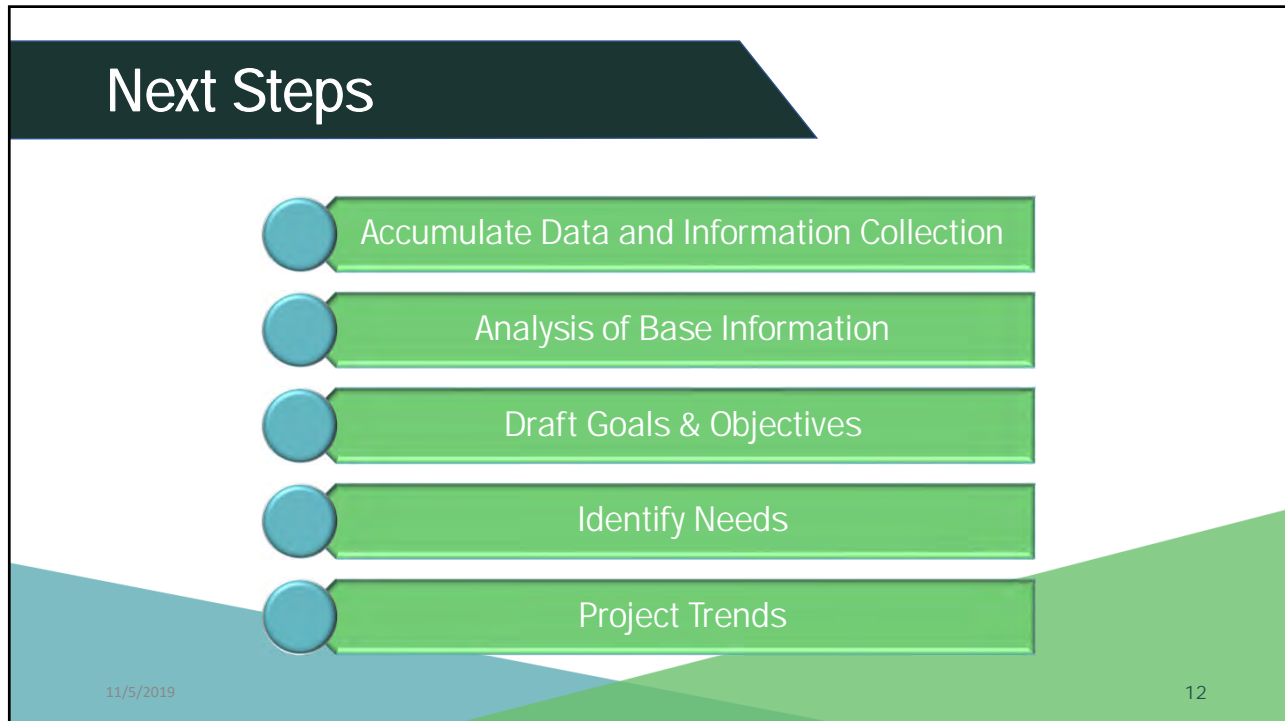 Next Steps
Accumulate Data and Information Collection
Analysis of Base Information
Draft Goals & Objectives
Identify Needs
Project Trends
11/5/2019
12